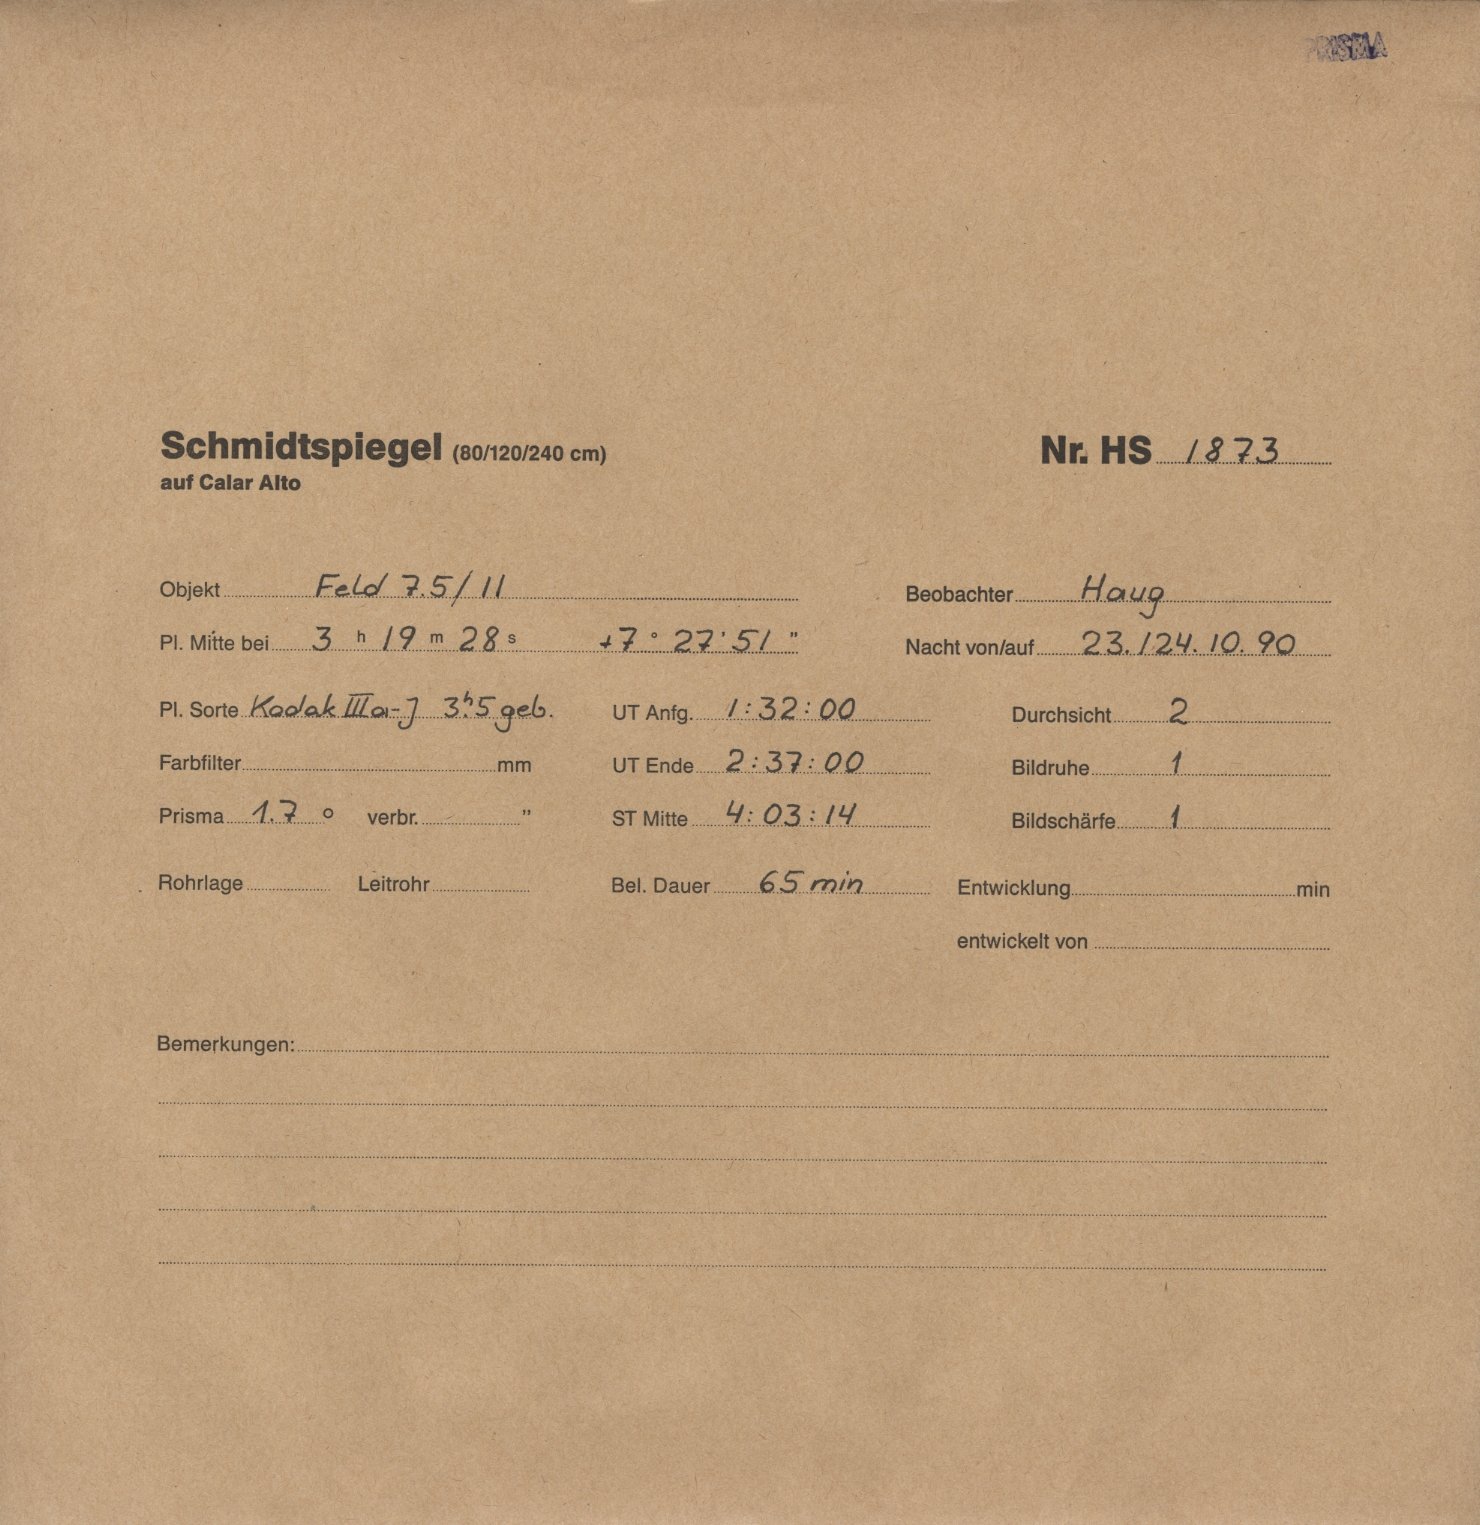 PRISMA
Schmidtspiegel (80/120/240 cm) Nr. HS 1873
auf Calar Alto
Objekt Feld 7.5/11 Beobachter Haug
Pl. Mitte bei 3 h 19 m 28 s +7 ° 27 ' 51 " Nacht von/auf 23./24.10.90
Pl. Sorte Kodak IIIa-J 3h.5 geb. UT Anfg. 1:32:00 Durchsicht 2
Farbfilter mm UT Ende 2:37:00 Bildruhe 1
Prisma 1.7 ° verbr. " ST Mitte 4:03:14 Bildschärfe 1
Rohrlage Leitrohr Bel. Dauer 65 min Entwicklung min
entwickelt von
Bemerkungen: